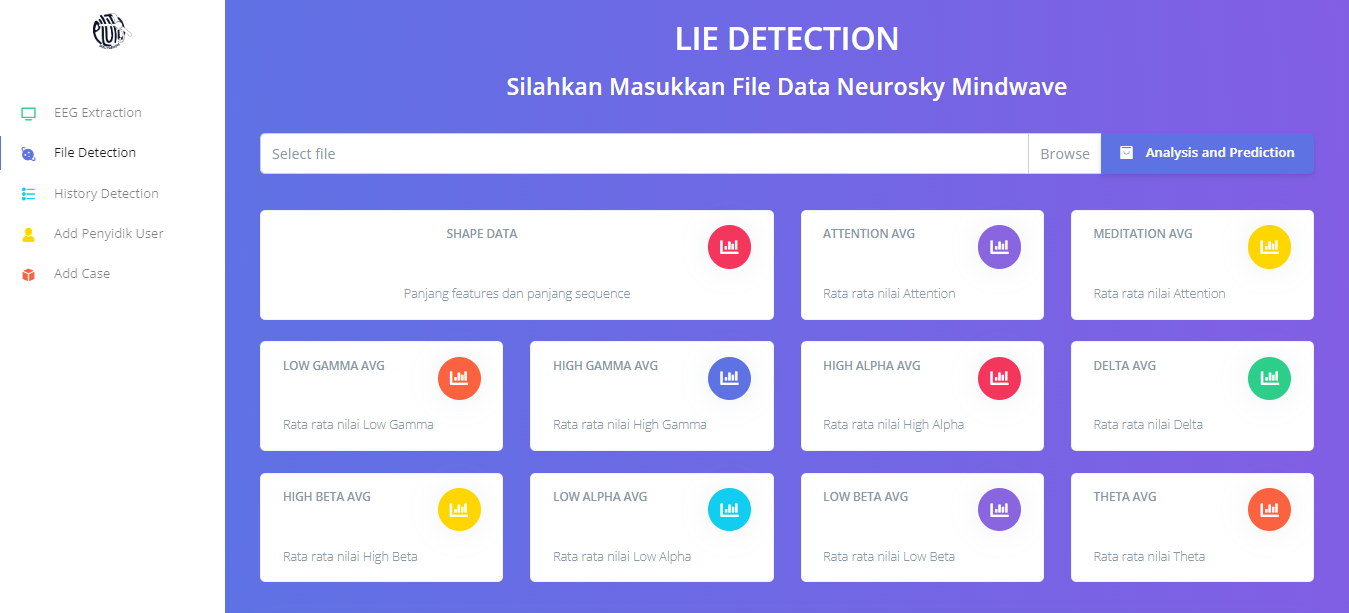 EEG Extraction
File Detection
History Detection
Add Penyidik User
Add Case
LIE DETECTION
Silahkan Masukkan File Data Neurosky Mindwave
Select file
Browse
Analysis and Prediction
SHAPE DATA
Panjang features dan panjang sequence
ATTENTION AVG
Rata rata nilai Attention
MEDITATION AVG
Rata rata nilai Attention
LOW GAMMA AVG
Rata rata nilai Low Gamma
HIGH GAMMA AVG
Rata rata nilai High Gamma
HIGH ALPHA AVG
Rata rata nilai High Alpha
DELTA AVG
Rata rata nilai Delta
HIGH BETA AVG
Rata rata nilai High Beta
LOW ALPHA AVG
Rata rata nilai Low Alpha
LOW BETA AVG
Rata rata nilai Low Beta
THETA AVG
Rata rata nilai Theta